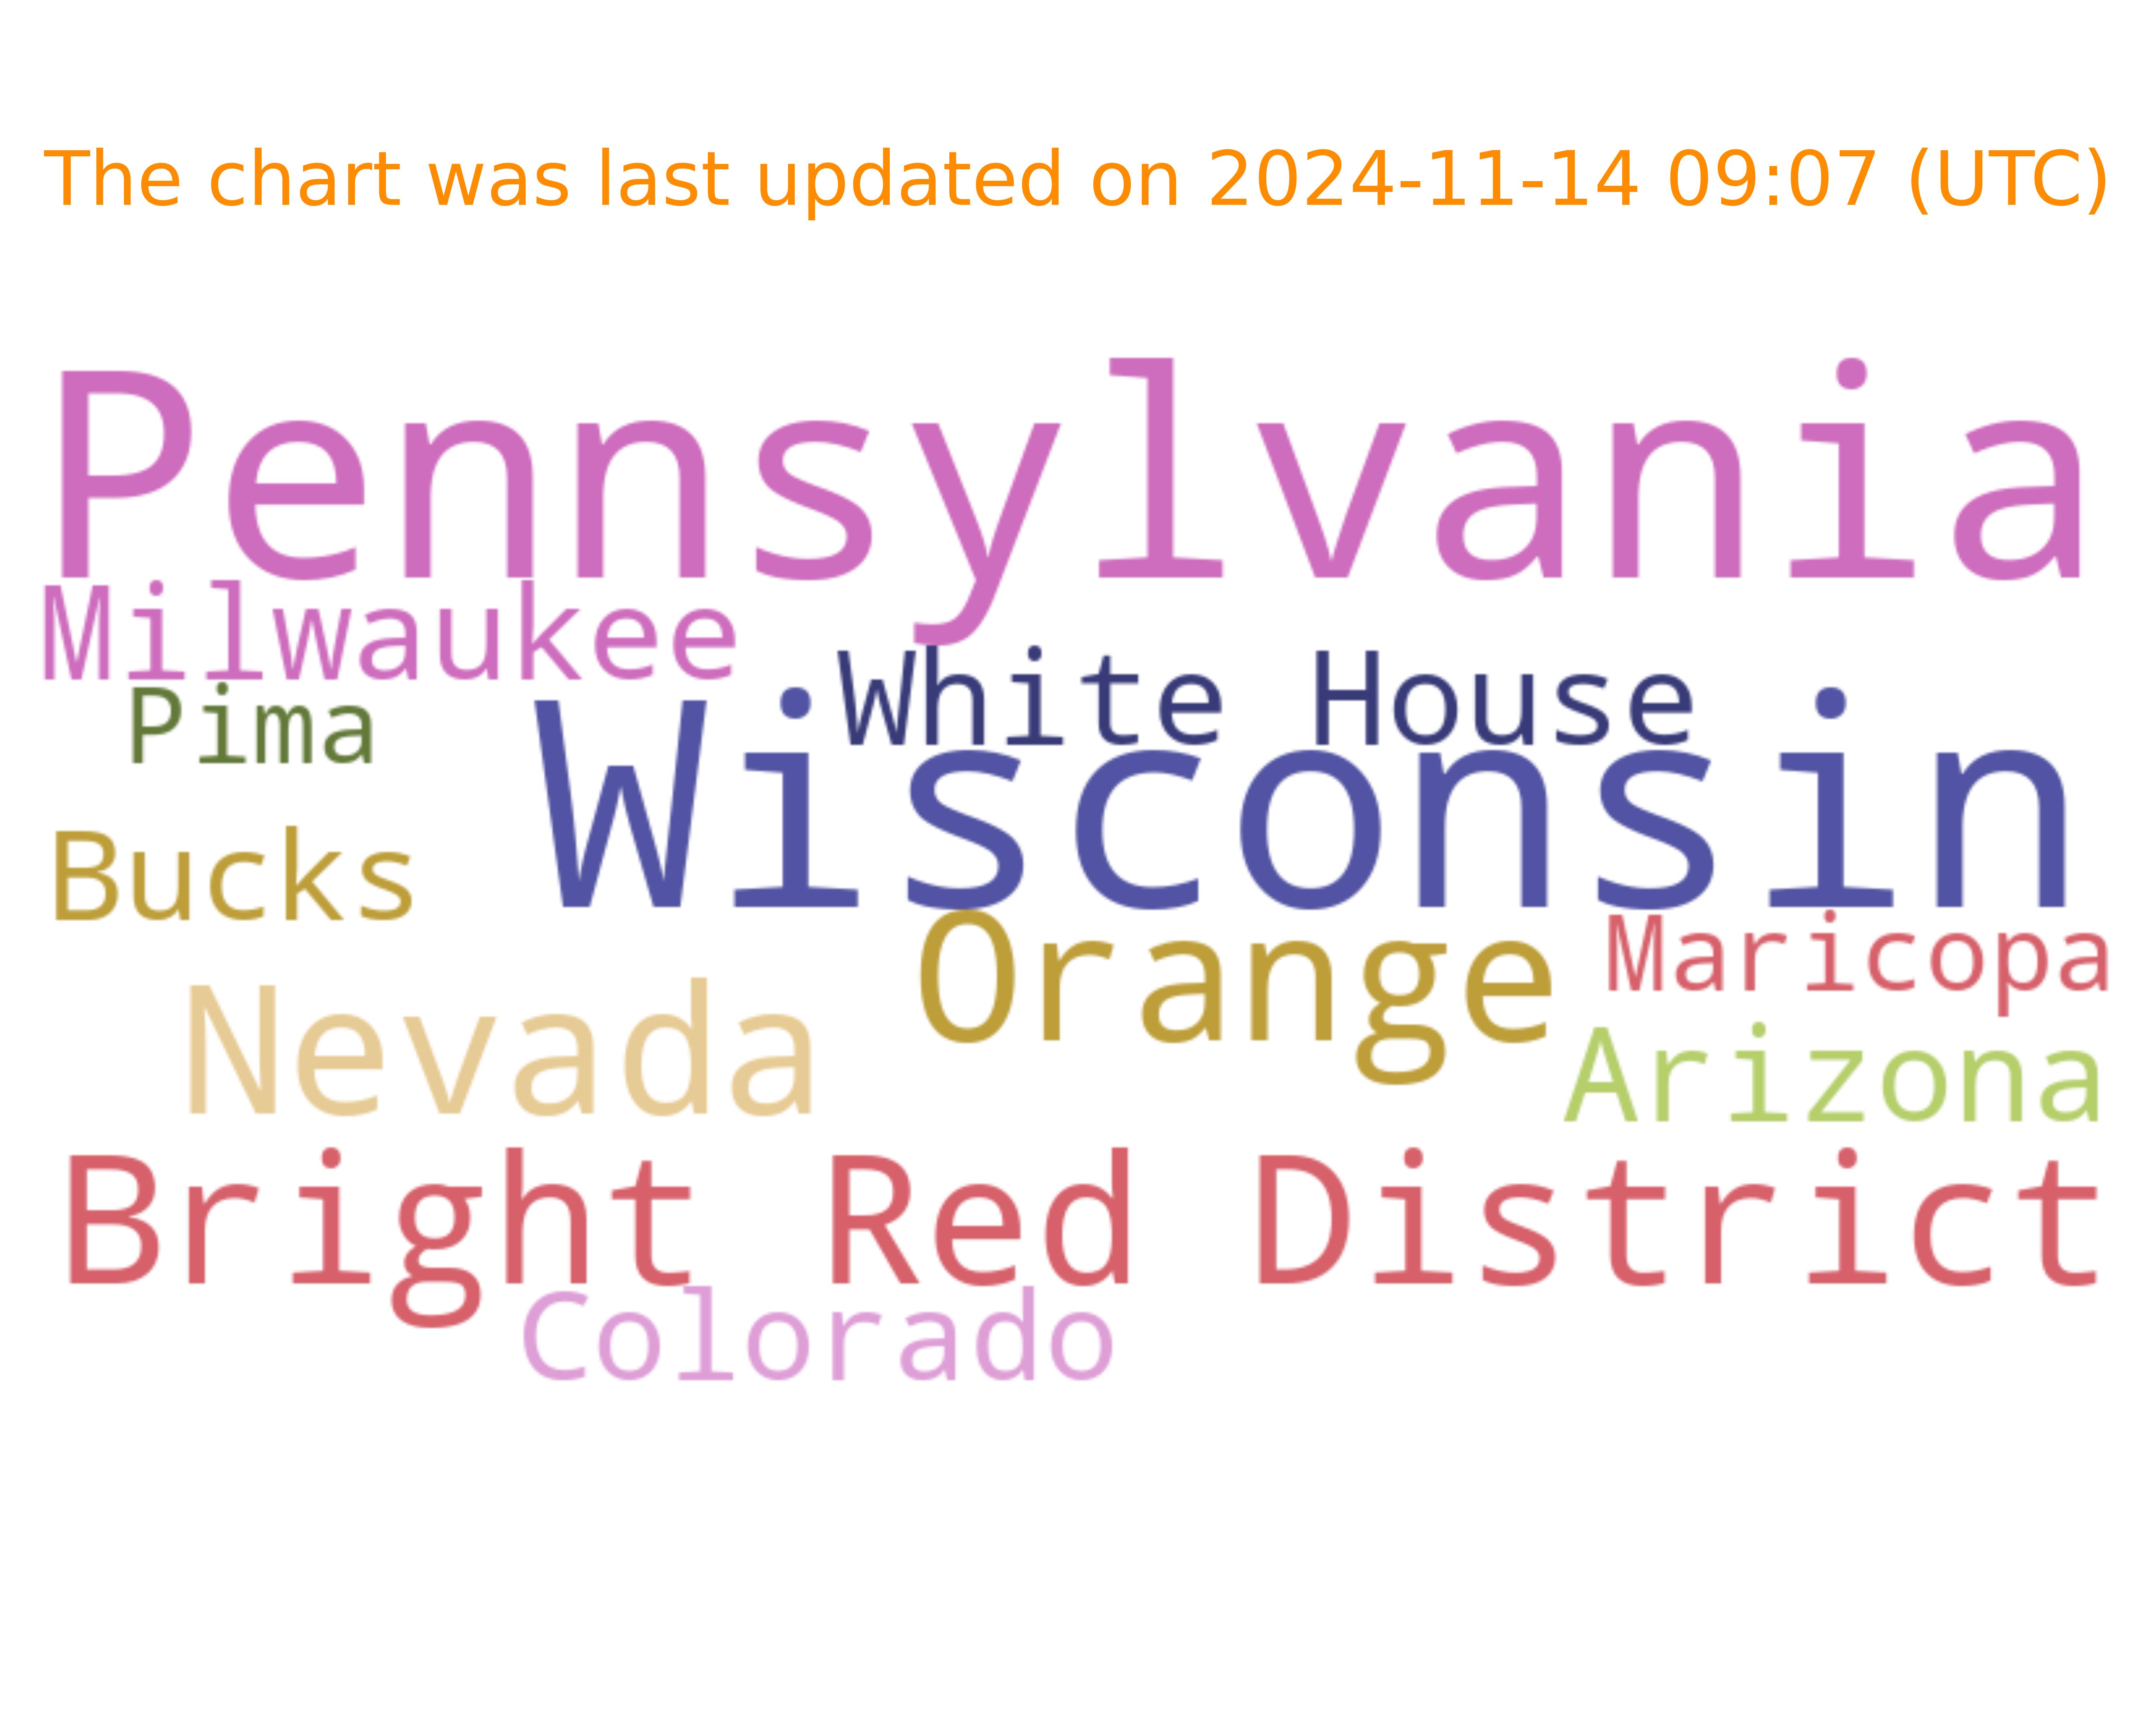 The chart was last updated on 2024-11-14 09:07 (UTC)
Pennsylvania
Milwaukee
White House
Pima
Wisconsin
Bucks
Orange
Maricopa
Nevada
Arizona
Bright Red District
Colorado